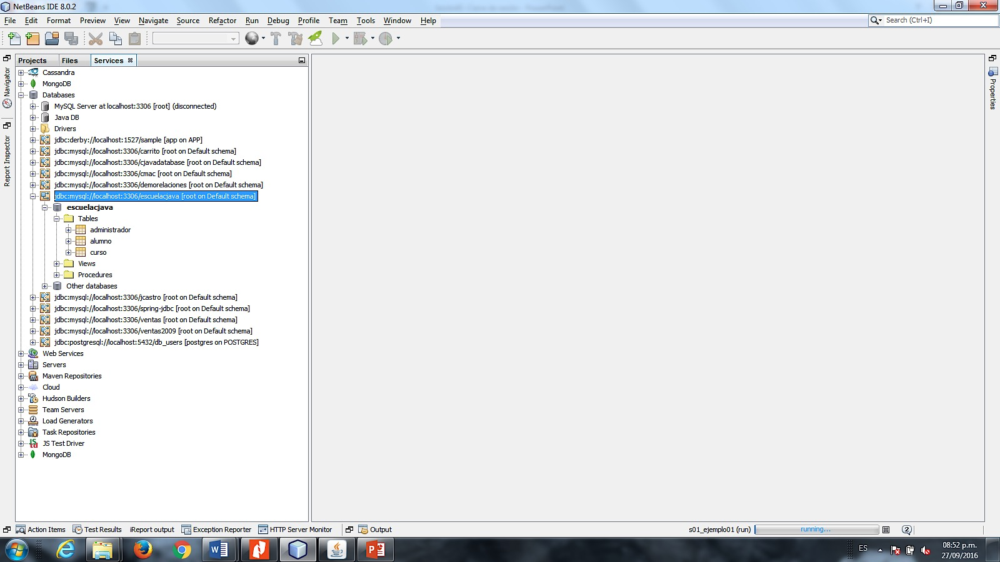 NetBeans IDE 8.0.2
File Edit Format Preview View Navigate Source Refactor Run Debug Profile Team Tools Window Help
Search (Ctrl+I)
Projects Files Services
Navigator
Report Inspector
Properties
Cassandra
MongoDB
Databases
MySQL Server at localhost:3306 [root] (disconnected)
Java DB
Drivers
jdbc:derby://localhost:1527/sample [app on APP]
jdbc:mysql://localhost:3306/carrito [root on Default schema]
jdbc:mysql://localhost:3306/cjavadatabase [root on Default schema]
jdbc:mysql://localhost:3306/cmac [root on Default schema]
jdbc:mysql://localhost:3306/demorelaciones [root on Default schema]
jdbc:mysql://localhost:3306/escuelacjava [root on Default schema]
escuelacjava
Tables
administrador
alumno
curso
Views
Procedures
Other databases
jdbc:mysql://localhost:3306/jcastro [root on Default schema]
jdbc:mysql://localhost:3306/spring-jdbc [root on Default schema]
jdbc:mysql://localhost:3306/ventas [root on Default schema]
jdbc:mysql://localhost:3306/ventas2009 [root on Default schema]
jdbc:postgresql://localhost:5432/db_users [postgres on POSTGRES]
Web Services
Servers
Maven Repositories
Cloud
Hudson Builders
Team Servers
Load Generators
Task Repositories
JS Test Driver
MongoDB
Action Items Test Results iReport output Exception Reporter HTTP Server Monitor Output
s01_ejemplo01 (run) running... 2
ES
08:52 p.m.
27/09/2016